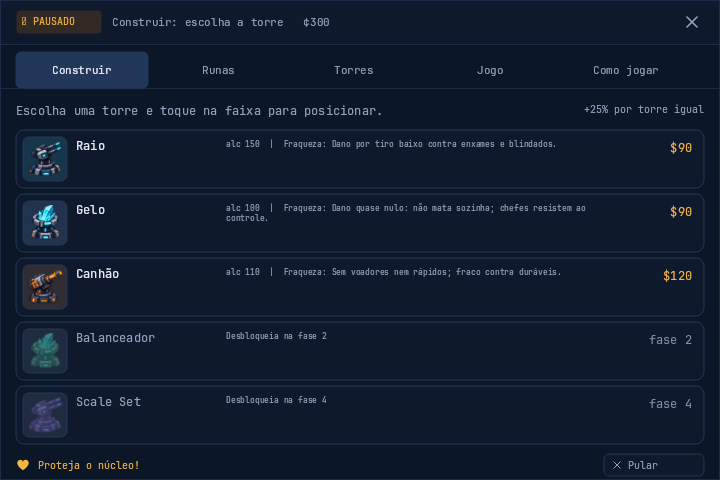 PAUSADO Construir: escolha a torre $300
Construir Runas Torres Jogo Como jogar
Escolha uma torre e toque na faixa para posicionar. +25% por torre igual
Raio alc 150 | Fraqueza: Dano por tiro baixo contra enxames e blindados. $90
Gelo alc 100 | Fraqueza: Dano quase nulo: não mata sozinha; chefes resistem ao $90
controle.
Canhão alc 110 | Fraqueza: Sem voadores nem rápidos; fraco contra duráveis. $120
Balanceador Desbloqueia na fase 2 fase 2
Scale Set Desbloqueia na fase 4 fase 4
Proteja o núcleo! Pular